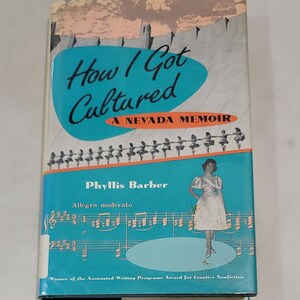 How I Got
Cultured
A NEVADA MEMOIR
Phyllis Barber
Allegro moderato
Winner of the Associated Writing Programs Award for Creative Nonfiction